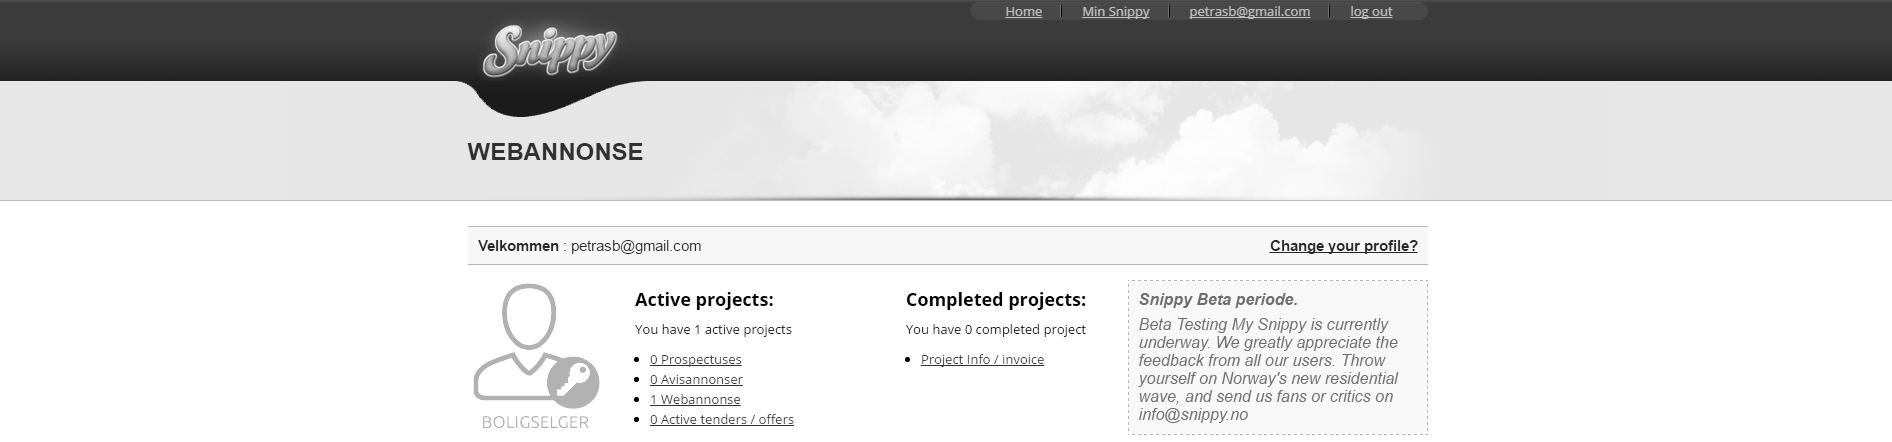 Home Min Snippy petrasb@gmail.com log out
Snippy
WEBANNONSE
Velkommen : petrasb@gmail.com Change your profile?
BOLIGSELGER
Active projects:
You have 1 active projects
0 Prospectuses
0 Avisannonser
1 Webannonse
0 Active tenders / offers
Completed projects:
You have 0 completed project
Project Info / invoice
Snippy Beta periode.
Beta Testing My Snippy is currently
underway. We greatly appreciate the
feedback from all our users. Throw
yourself on Norway's new residential
wave, and send us fans or critics on
info@snippy.no